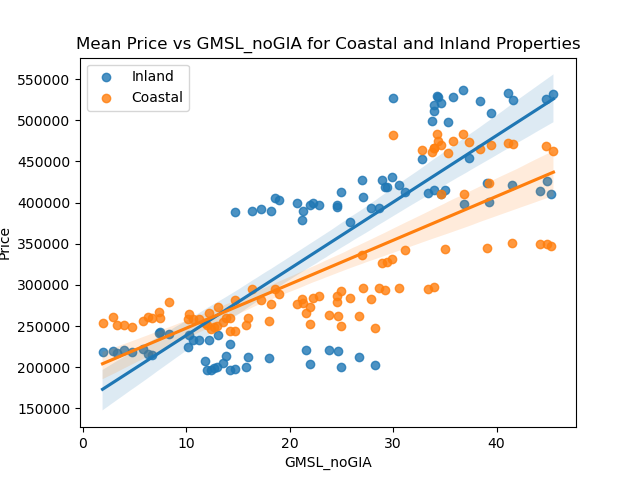 Mean Price vs GMSL_noGIA for Coastal and Inland Properties
Inland
Coastal
550000
500000
450000
400000
350000
300000
250000
200000
150000
Price
0 10 20 30 40
GMSL_noGIA